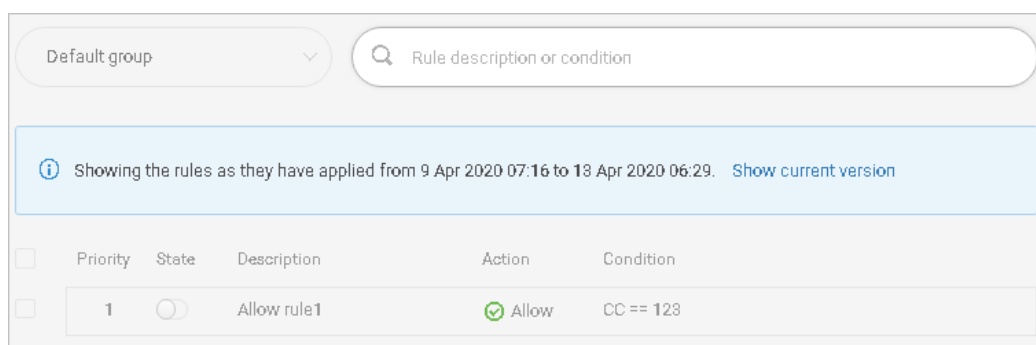 Default group
Rule description or condition
Showing the rules as they have applied from 9 Apr 2020 07:16 to 13 Apr 2020 06:29. Show current version
Priority State Description Action Condition
1 Allow rule1 Allow CC == 123